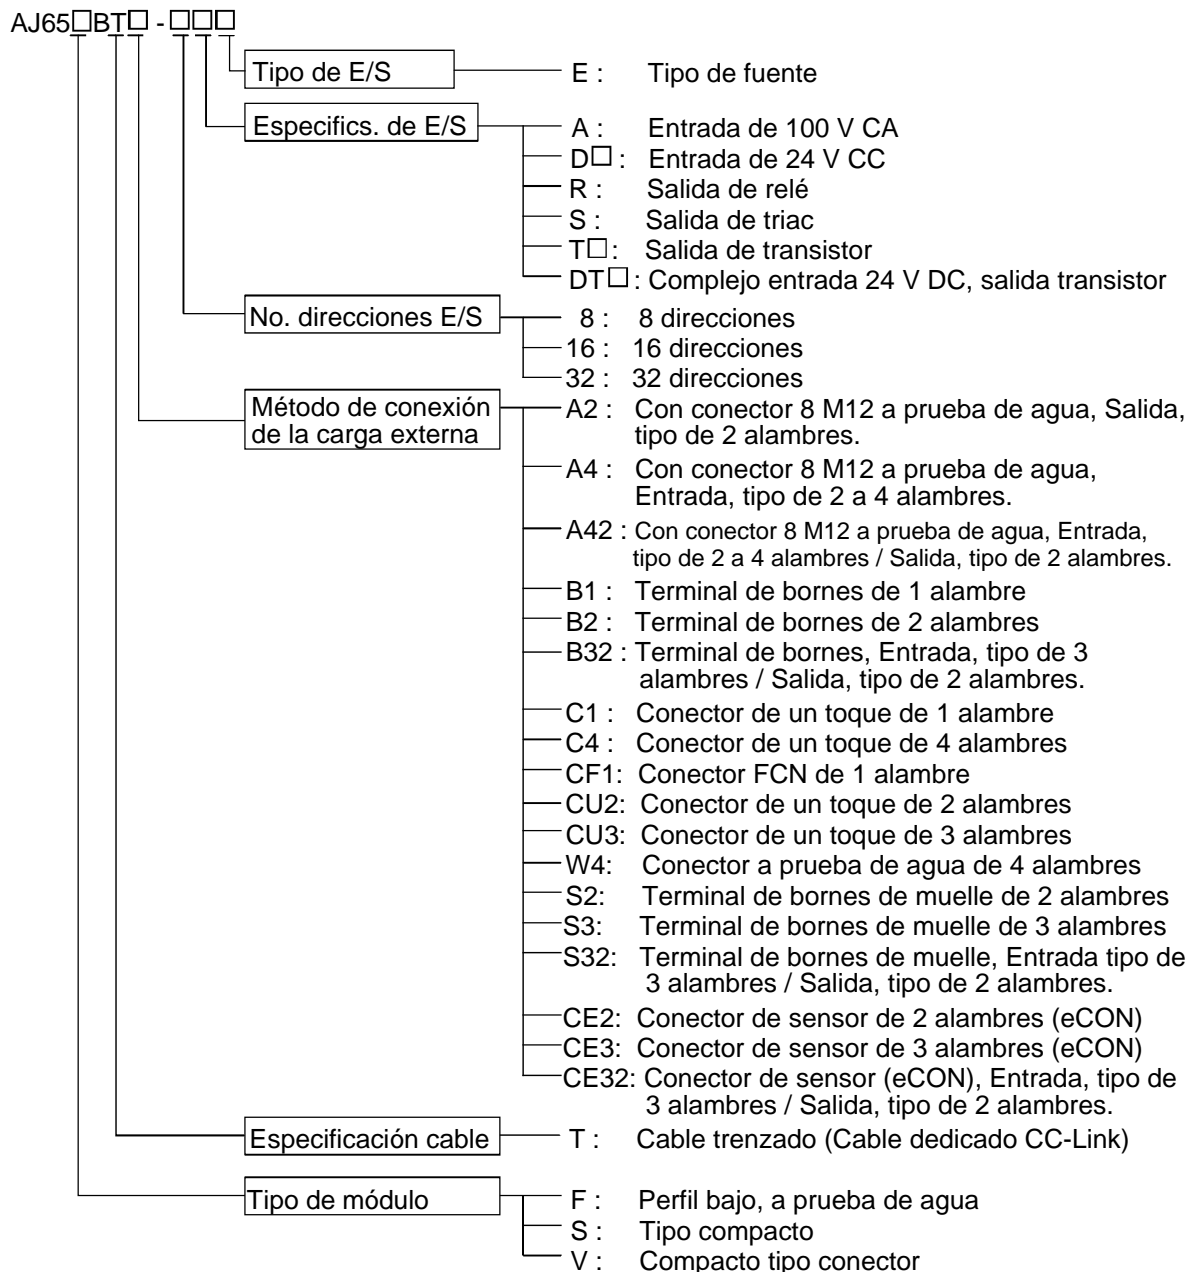 AJ65□BT□ - □□□
Tipo de E/S
E : Tipo de fuente
Especifics. de E/S
A : Entrada de 100 V CA
D□ : Entrada de 24 V CC
R : Salida de relé
S : Salida de triac
T□ : Salida de transistor
DT□ : Complejo entrada 24 V DC, salida transistor
No. direcciones E/S
8 : 8 direcciones
16 : 16 direcciones
32 : 32 direcciones
Método de conexión
de la carga externa
A2 : Con conector 8 M12 a prueba de agua, Salida,
tipo de 2 alambres.
A4 : Con conector 8 M12 a prueba de agua,
Entrada, tipo de 2 a 4 alambres.
A42 : Con conector 8 M12 a prueba de agua, Entrada,
tipo de 2 a 4 alambres / Salida, tipo de 2 alambres.
B1 : Terminal de bornes de 1 alambre
B2 : Terminal de bornes de 2 alambres
B32 : Terminal de bornes, Entrada, tipo de 3
alambres / Salida, tipo de 2 alambres.
C1 : Conector de un toque de 1 alambre
C4 : Conector de un toque de 4 alambres
CF1: Conector FCN de 1 alambre
CU2: Conector de un toque de 2 alambres
CU3: Conector de un toque de 3 alambres
W4: Conector a prueba de agua de 4 alambres
S2: Terminal de bornes de muelle de 2 alambres
S3: Terminal de bornes de muelle de 3 alambres
S32: Terminal de bornes de muelle, Entrada tipo de
3 alambres / Salida, tipo de 2 alambres.
CE2: Conector de sensor de 2 alambres (eCON)
CE3: Conector de sensor de 3 alambres (eCON)
CE32: Conector de sensor (eCON), Entrada, tipo de
3 alambres / Salida, tipo de 2 alambres.
Especificación cable
T : Cable trenzado (Cable dedicado CC-Link)
Tipo de módulo
F : Perfil bajo, a prueba de agua
S : Tipo compacto
V : Compacto tipo conector